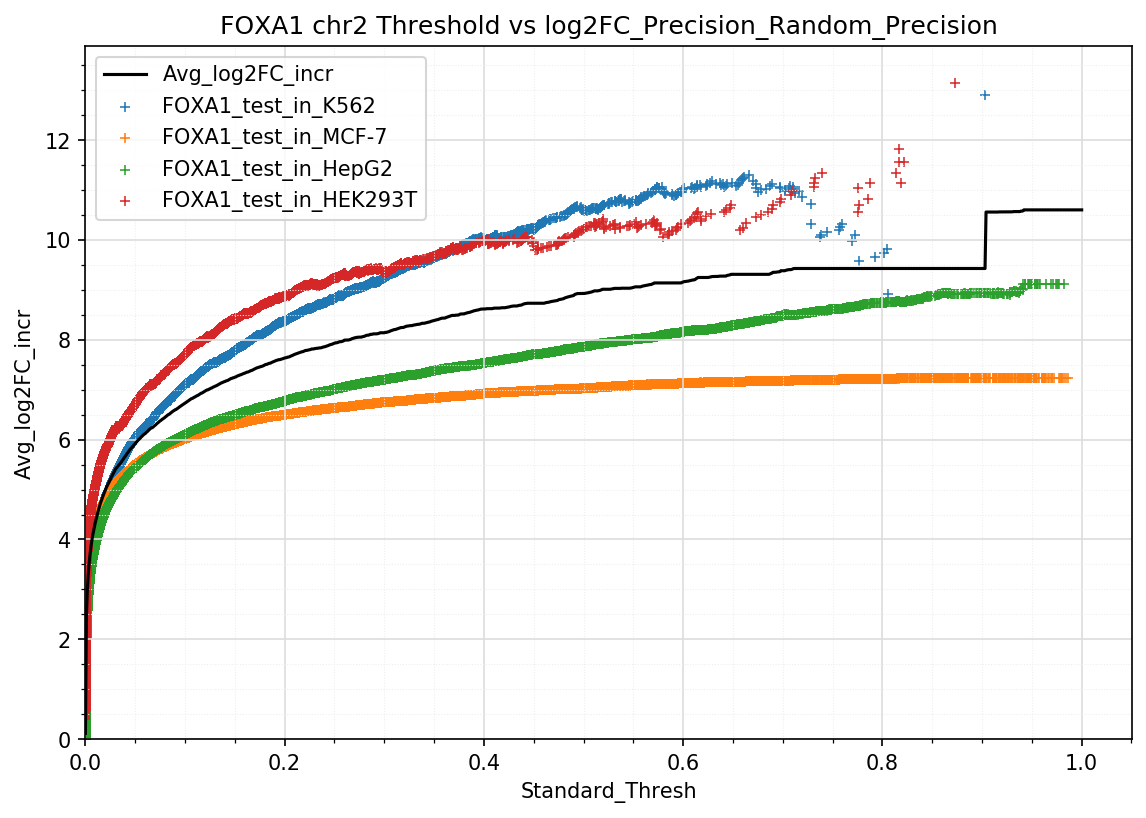 FOXA1 chr2 Threshold vs log2FC_Precision_Random_Precision
Avg_log2FC_incr
FOXA1_test_in_K562
FOXA1_test_in_MCF-7
FOXA1_test_in_HepG2
FOXA1_test_in_HEK293T
Avg_log2FC_incr
12
10
8
6
4
2
0
0.0 0.2 0.4 0.6 0.8 1.0
Standard_Thresh